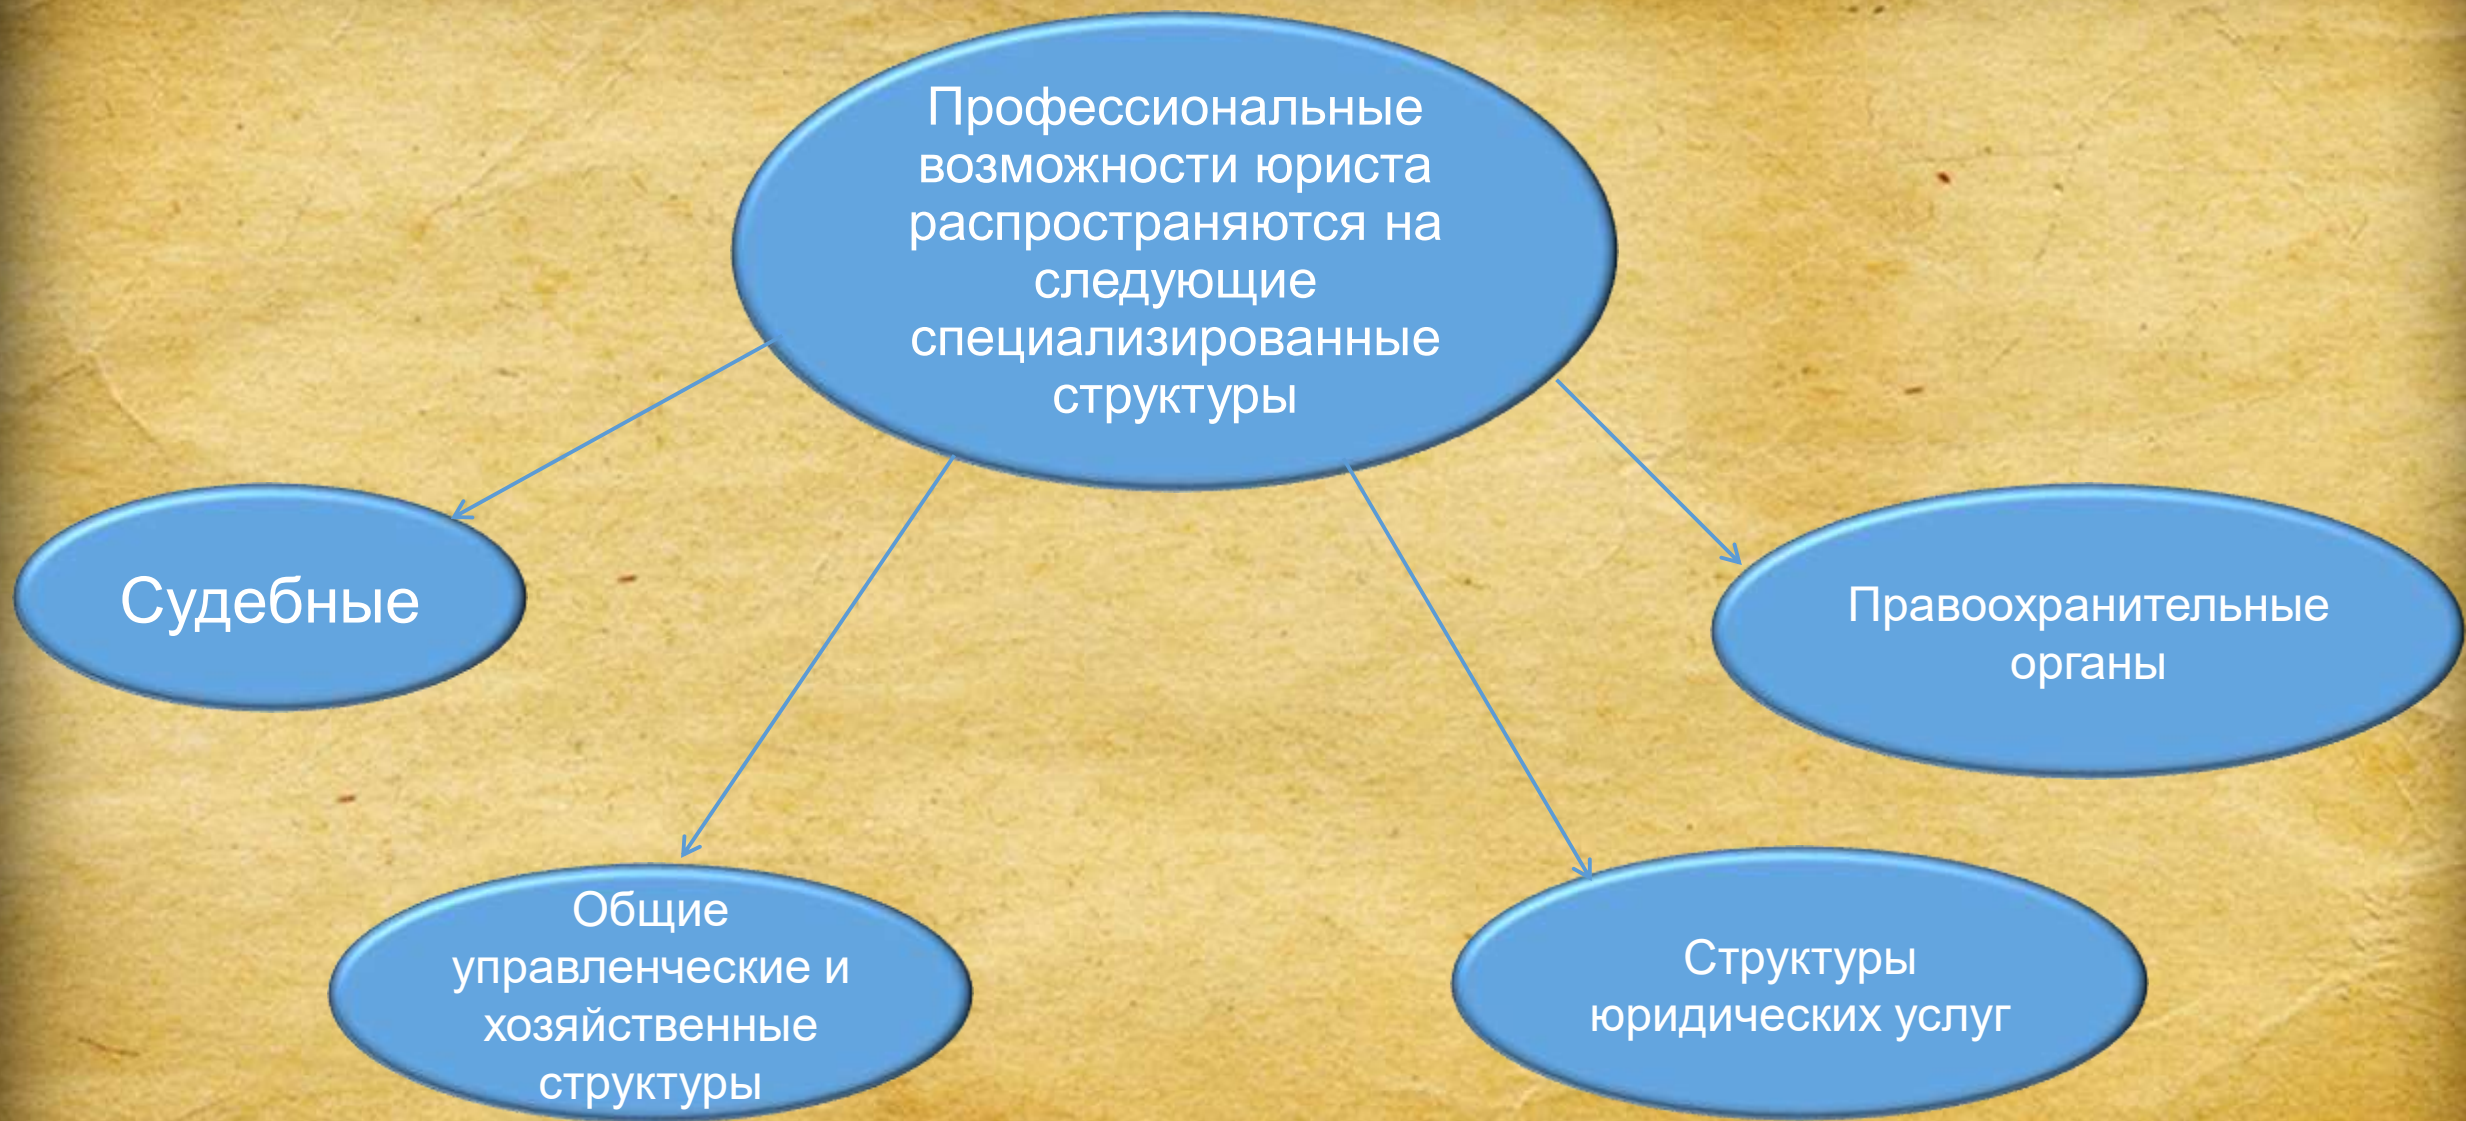 Профессиональные
возможности юриста
распространяются на
следующие
специализированные
структуры
Судебные
Правоохранительные
органы
Общие
управленческие и
хозяйственные
структуры
Структуры
юридических услуг